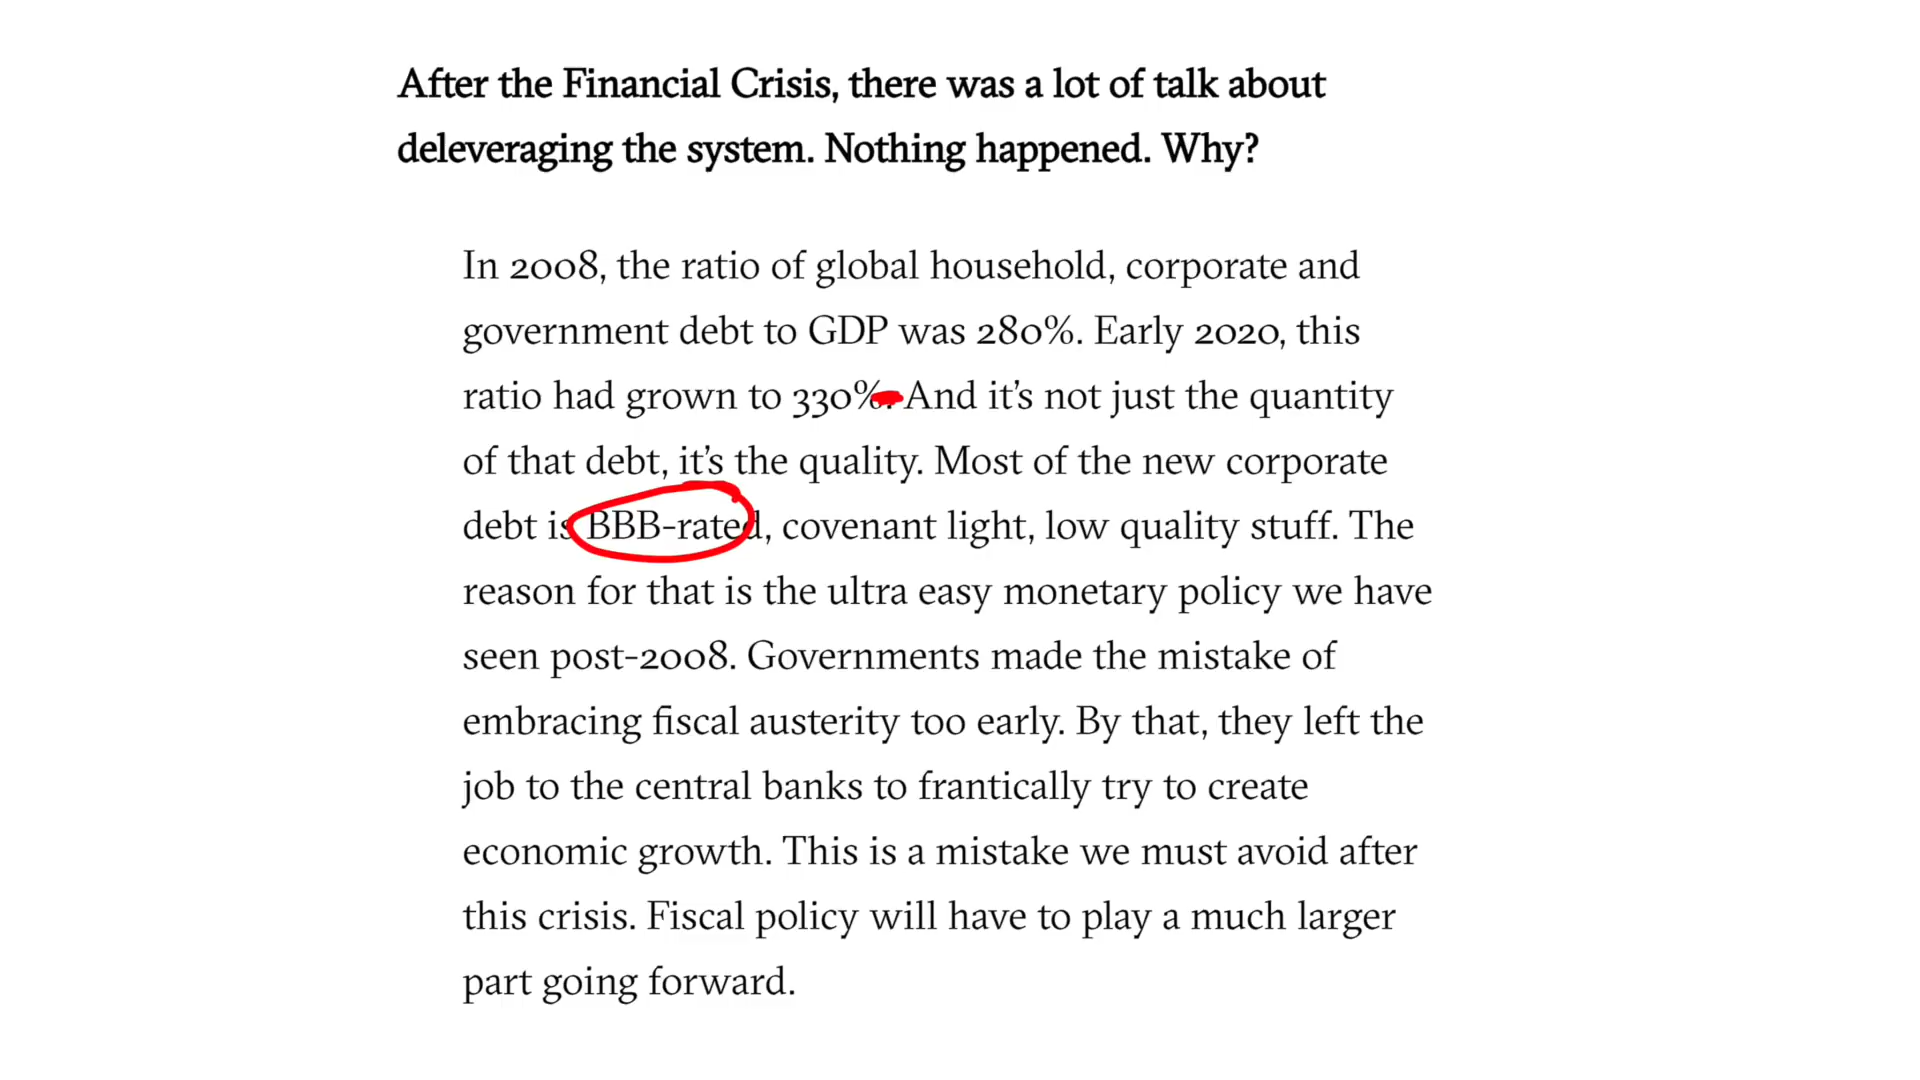 After the Financial Crisis, there was a lot of talk about
deleveraging the system. Nothing happened. Why?
In 2008, the ratio of global household, corporate and
government debt to GDP was 280%. Early 2020, this
ratio had grown to 330%. And it’s not just the quantity
of that debt, it’s the quality. Most of the new corporate
debt is BBB-rated, covenant light, low quality stuff. The
reason for that is the ultra easy monetary policy we have
seen post-2008. Governments made the mistake of
embracing fiscal austerity too early. By that, they left the
job to the central banks to frantically try to create
economic growth. This is a mistake we must avoid after
this crisis. Fiscal policy will have to play a much larger
part going forward.